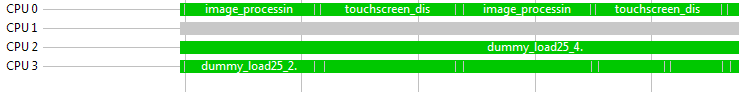 CPU 0 image_processin touchscreen_dis image_processin touchscreen_dis
CPU 1
CPU 2 dummy_load25_4.
CPU 3 dummy_load25_2.